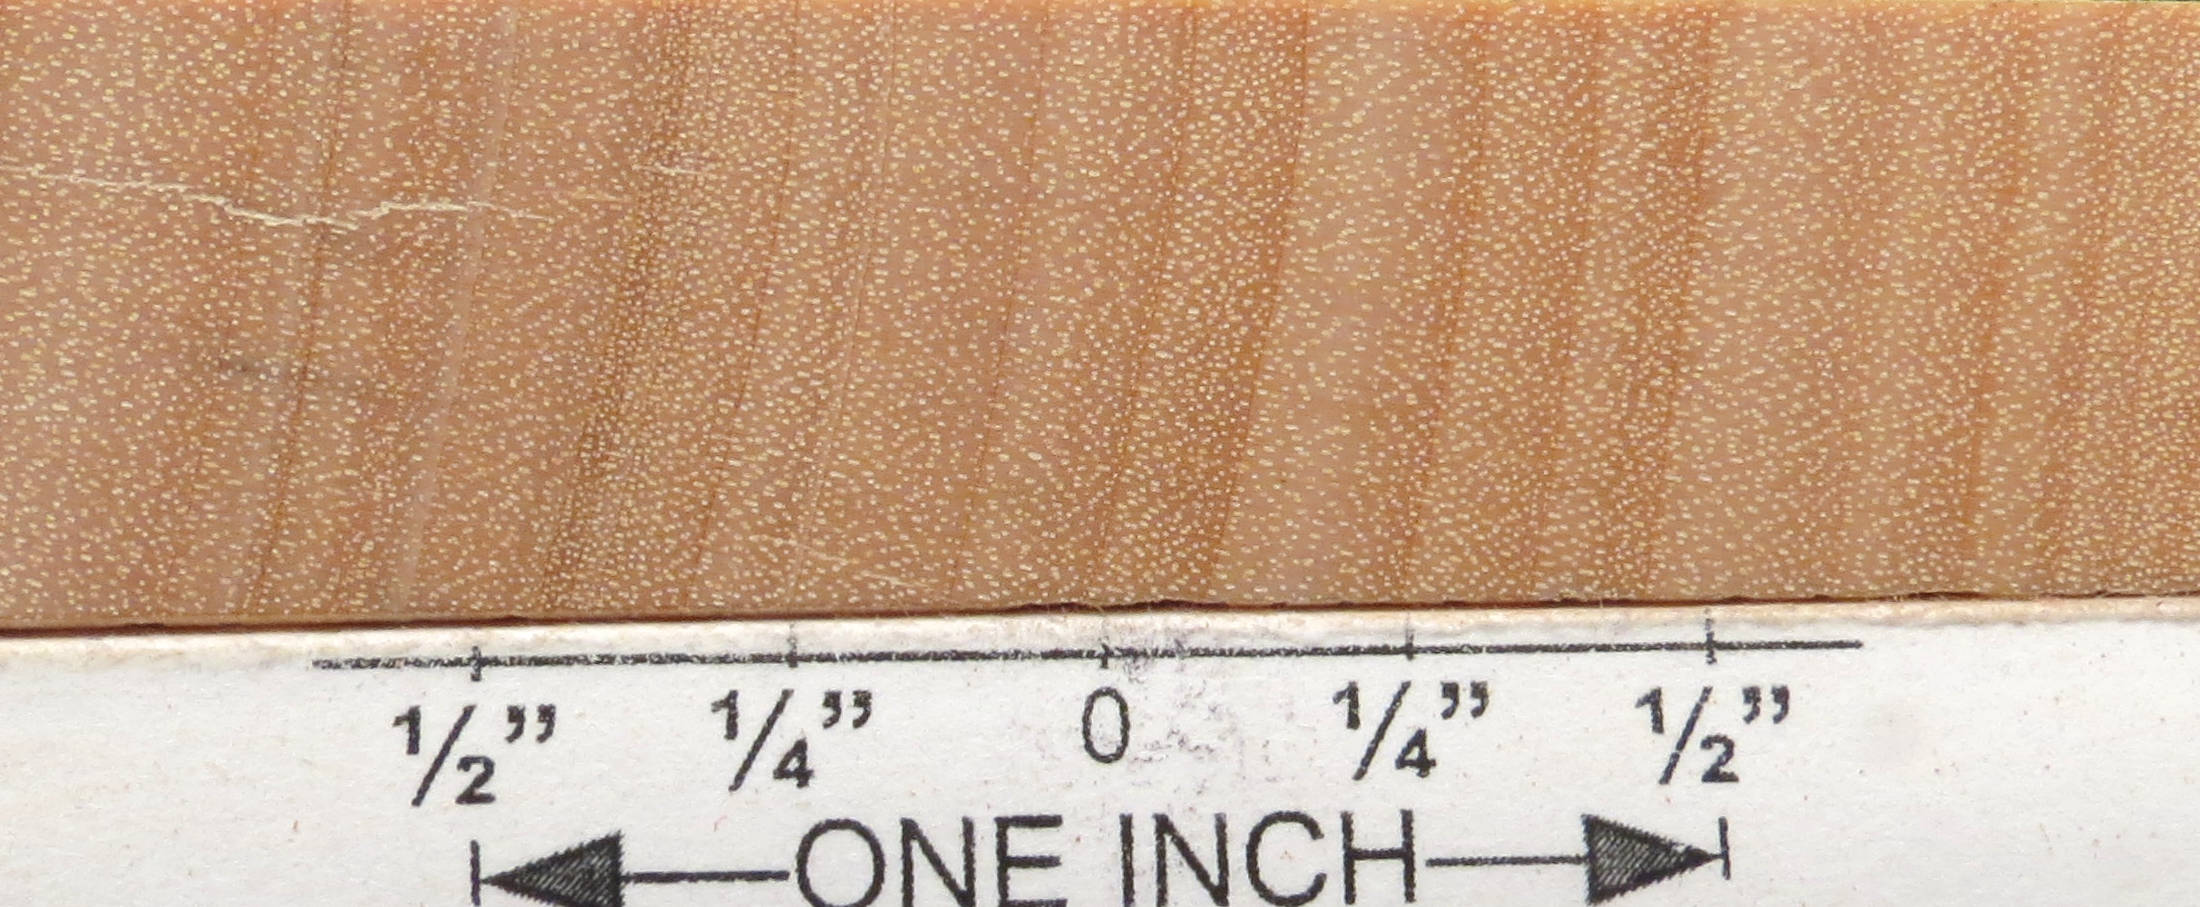 1/2” 1/4” 0 1/4” 1/2”
ONE INCH